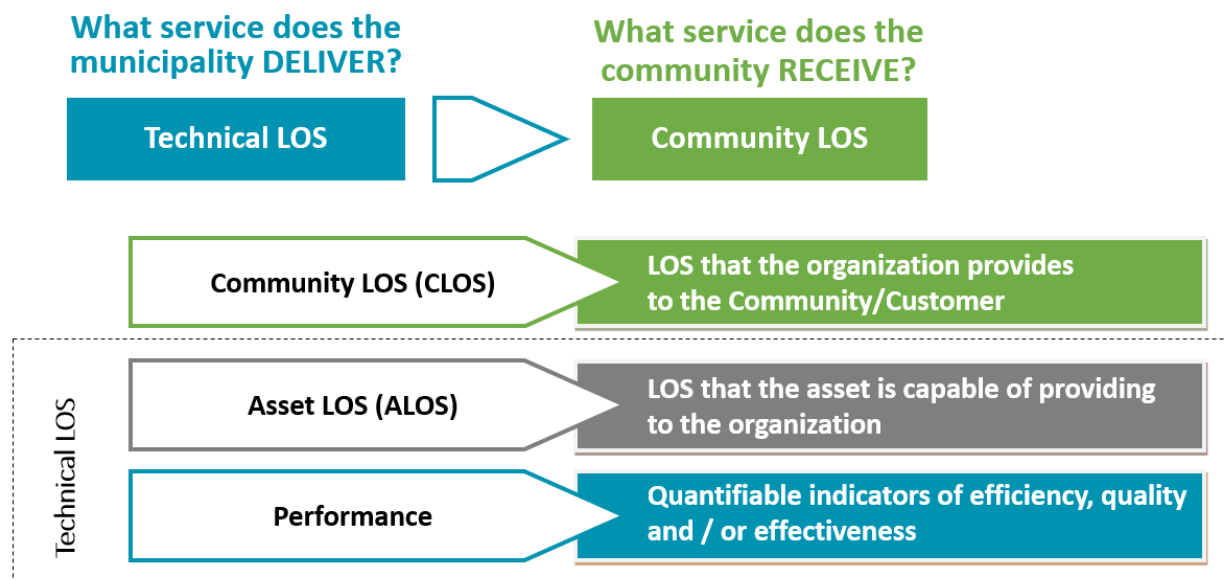 What service does the
municipality DELIVER?
What service does the
community RECEIVE?
Technical LOS
Community LOS
Community LOS (CLOS)
LOS that the organization provides
to the Community/Customer
Technical LOS
Asset LOS (ALOS)
LOS that the asset is capable of providing
to the organization
Performance
Quantifiable indicators of efficiency, quality
and / or effectiveness